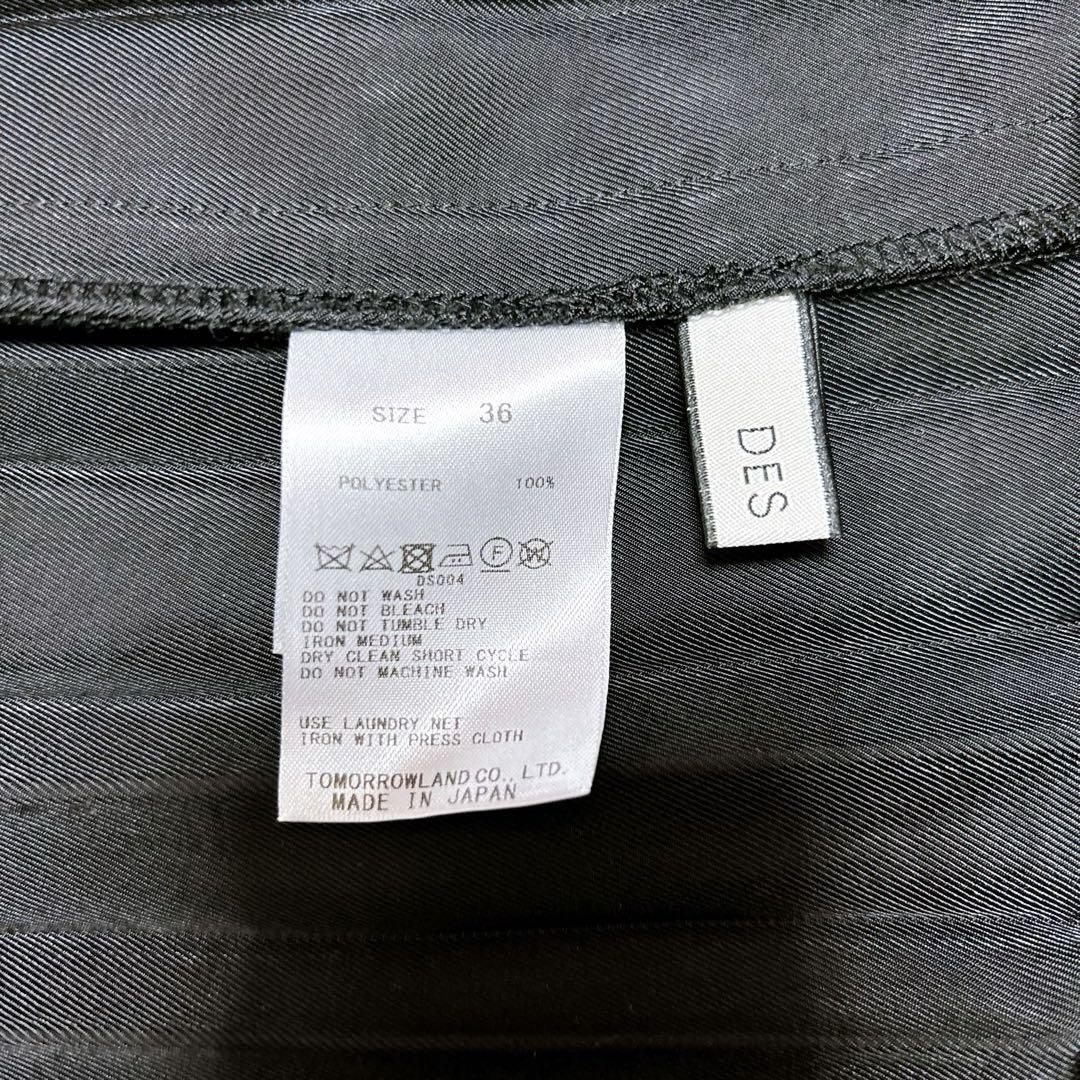 SIZE 36
POLYESTER 100%
F W
DS004
DO NOT WASH
DO NOT BLEACH
DO NOT TUMBLE DRY
IRON MEDIUM
DRY CLEAN SHORT CYCLE
DO NOT MACHINE WASH
USE LAUNDRY NET
IRON WITH PRESS CLOTH
TOMORROWLAND CO., LTD.
MADE IN JAPAN
DES